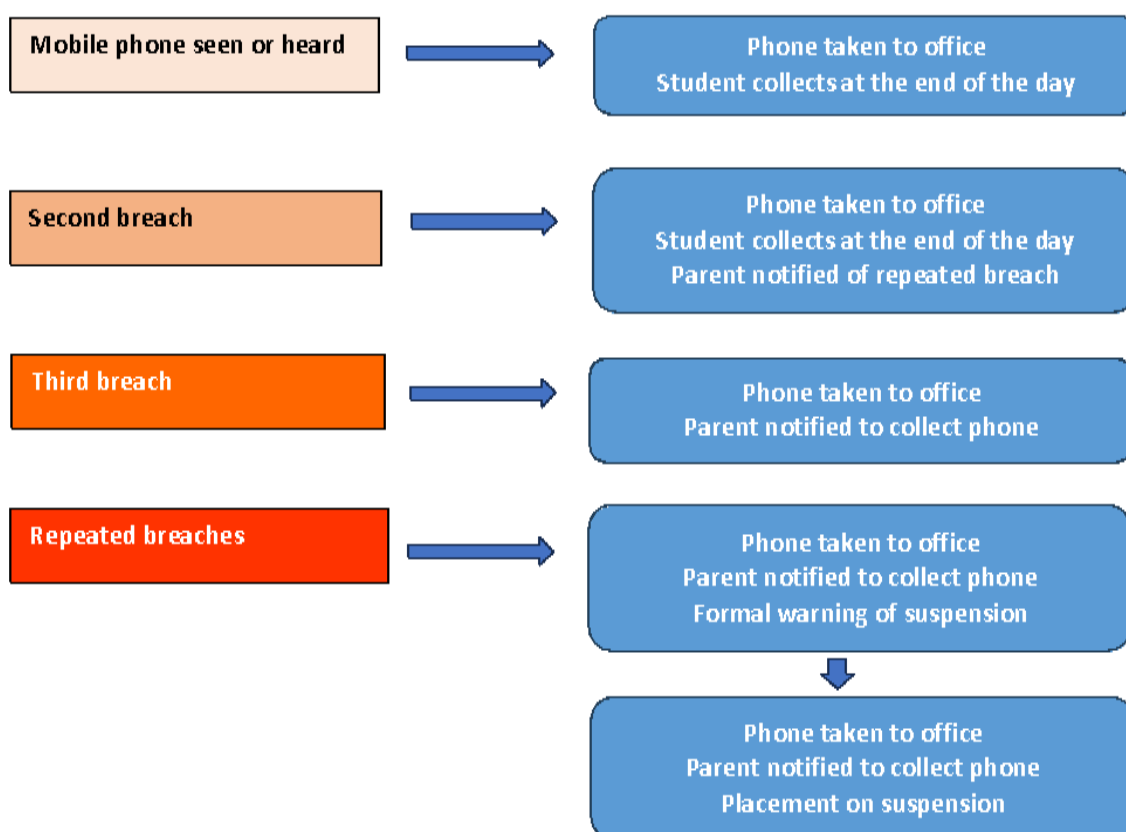 Mobile phone seen or heard
Phone taken to office
Student collects at the end of the day
Second breach
Phone taken to office
Student collects at the end of the day
Parent notified of repeated breach
Third breach
Phone taken to office
Parent notified to collect phone
Repeated breaches
Phone taken to office
Parent notified to collect phone
Formal warning of suspension
Phone taken to office
Parent notified to collect phone
Placement on suspension